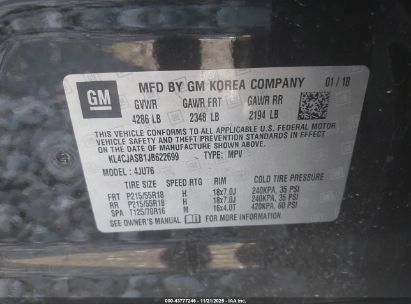 GM
MFD BY GM KOREA COMPANY 01/18
GVWR GAWR FRT GAWR RR
4286 LB 2348 LB 2194 LB
THIS VEHICLE CONFORMS TO ALL APPLICABLE U.S. FEDERAL MOTOR
VEHICLE SAFETY, BUMPER, AND THEFT PREVENTION STANDARDS IN
EFFECT ON THE DATE OF MANUFACTURE SHOWN ABOVE.
KL4CJASB1JB622699 TYPE: MPV
MODEL: 4JU76
TIRE SIZE SPEED RTG RIM COLD TIRE PRESSURE
FRT P215/55R18 H 18x7.0J 240KPA, 35 PSI
RR P215/55R18 H 18x7.0J 240KPA, 35 PSI
SPA T125/70R16 M 16x4.0T 420KPA, 60 PSI
SEE OWNER'S MANUAL FOR MORE INFORMATION.